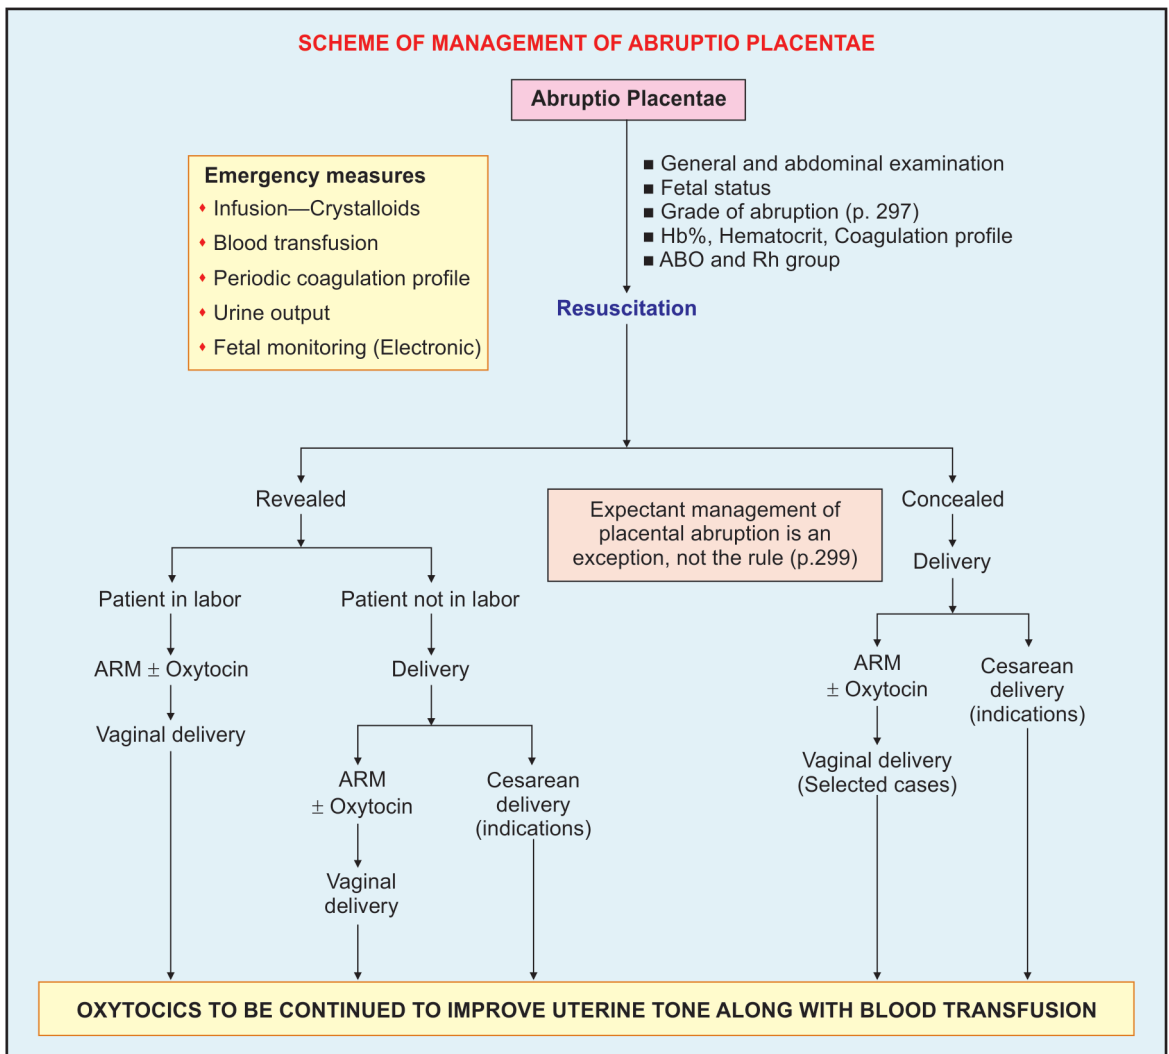 SCHEME OF MANAGEMENT OF ABRUPTIO PLACENTAE
Abruptio Placentae
■ General and abdominal examination
■ Fetal status
■ Grade of abruption (p. 297)
■ Hb%, Hematocrit, Coagulation profile
■ ABO and Rh group
Emergency measures
♦ Infusion—Crystalloids
♦ Blood transfusion
♦ Periodic coagulation profile
♦ Urine output
♦ Fetal monitoring (Electronic)
Resuscitation
Revealed
Expectant management of
placental abruption is an
exception, not the rule (p.299)
Concealed
Patient in labor
Patient not in labor
Delivery
ARM ± Oxytocin
Delivery
ARM
± Oxytocin
Cesarean
delivery
(indications)
Vaginal delivery
ARM
± Oxytocin
Cesarean
delivery
(indications)
Vaginal delivery
(Selected cases)
Vaginal
delivery
OXYTOCICS TO BE CONTINUED TO IMPROVE UTERINE TONE ALONG WITH BLOOD TRANSFUSION